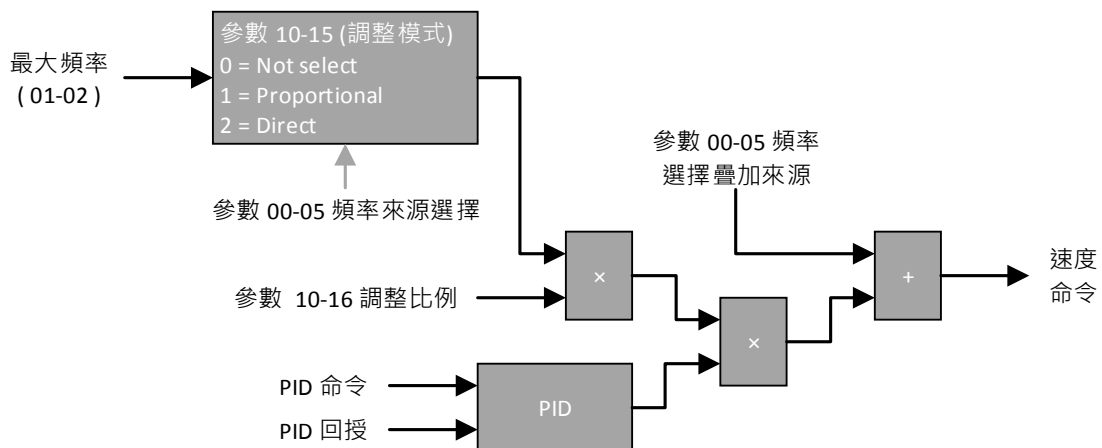 參數 10-15 (調整模式)
0 = Not select
1 = Proportional
2 = Direct
最大頻率
( 01-02 )
參數 00-05 頻率來源選擇
參數 00-05 頻率
選擇疊加來源
參數 10-16 調整比例
×
×
+
速度
命令
PID 命令
PID 回授
PID